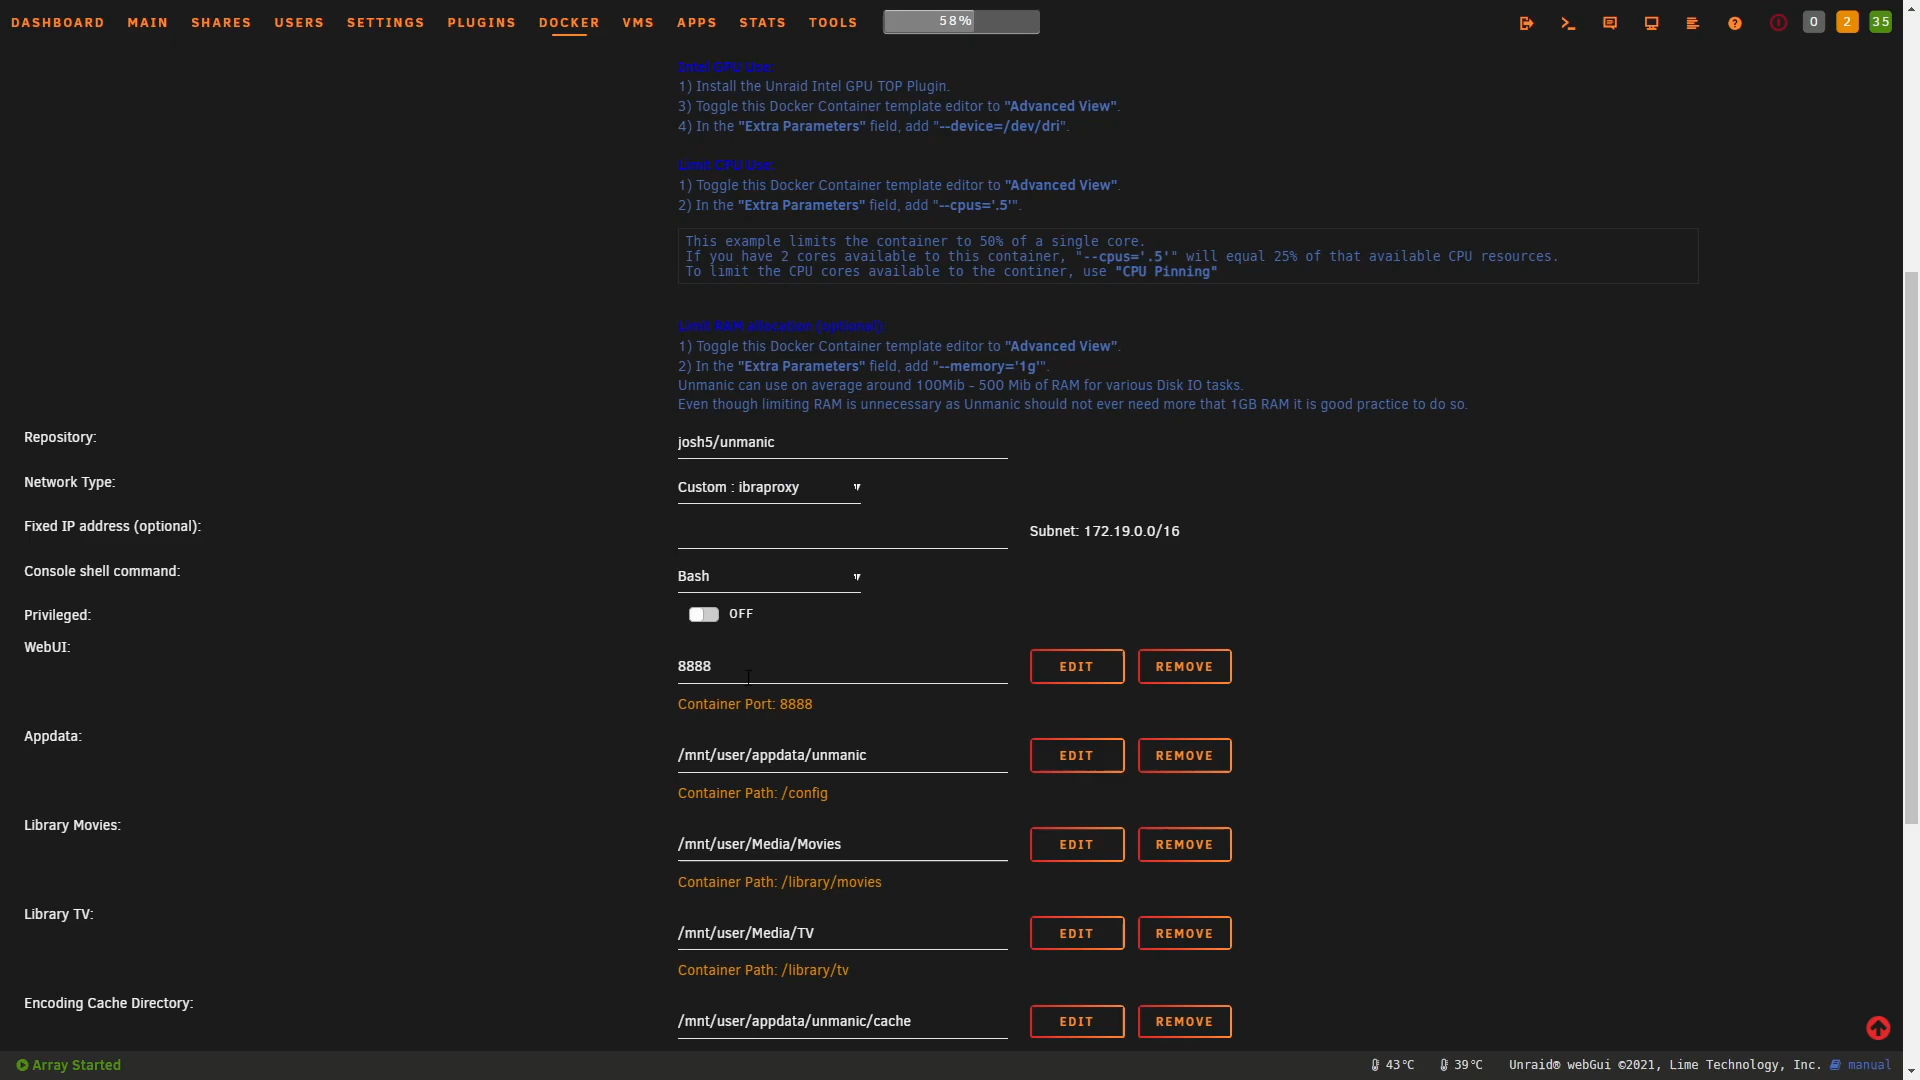 DASHBOARD MAIN SHARES USERS SETTINGS PLUGINS DOCKER VMS APPS STATS TOOLS 58% 0 2 35
Intel GPU Use:
1) Install the Unraid Intel GPU TOP Plugin.
3) Toggle this Docker Container template editor to "Advanced View".
4) In the "Extra Parameters" field, add "--device=/dev/dri".
Limit CPU Use:
1) Toggle this Docker Container template editor to "Advanced View".
2) In the "Extra Parameters" field, add "--cpus='.5'".
This example limits the container to 50% of a single core.
If you have 2 cores available to this container, "--cpus='.5'" will equal 25% of that available CPU resources.
To limit the CPU cores available to the continer, use "CPU Pinning"
Limit RAM allocation (optional)
1) Toggle this Docker Container template editor to "Advanced View".
2) In the "Extra Parameters" field, add "--memory='1g'".
Unmanic can use on average around 100Mib - 500 Mib of RAM for various Disk IO tasks.
Even though limiting RAM is unnecessary as Unmanic should not ever need more that 1GB RAM it is good practice to do so.
Repository: josh5/unmanic
Network Type: Custom : ibraproxy
Fixed IP address (optional): Subnet: 172.19.0.0/16
Console shell command: Bash
Privileged: OFF
WebUI: 8888 EDIT REMOVE
Container Port: 8888
Appdata: /mnt/user/appdata/unmanic EDIT REMOVE
Container Path: /config
Library Movies: /mnt/user/Media/Movies EDIT REMOVE
Container Path: /library/movies
Library TV: /mnt/user/Media/TV EDIT REMOVE
Container Path: /library/tv
Encoding Cache Directory: /mnt/user/appdata/unmanic/cache EDIT REMOVE
Array Started 43°C 39°C Unraid® webGui ©2021, Lime Technology, Inc. manual